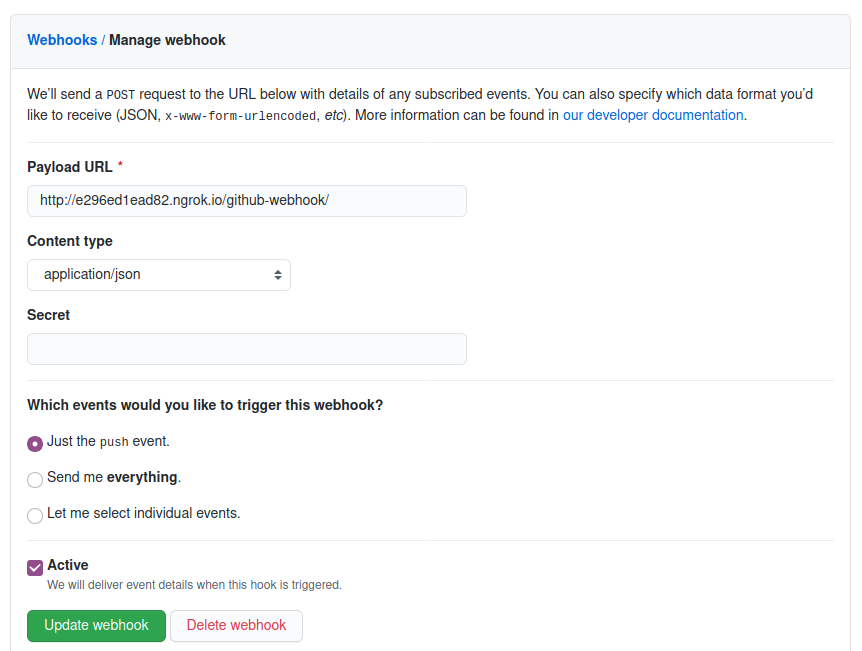 Webhooks / Manage webhook
We’ll send a POST request to the URL below with details of any subscribed events. You can also specify which data format you’d
like to receive (JSON, x-www-form-urlencoded, etc). More information can be found in our developer documentation.
Payload URL *
http://e296ed1ead82.ngrok.io/github-webhook/
Content type
application/json
Secret
Which events would you like to trigger this webhook?
Just the push event.
Send me everything.
Let me select individual events.
Active
We will deliver event details when this hook is triggered.
Update webhook Delete webhook